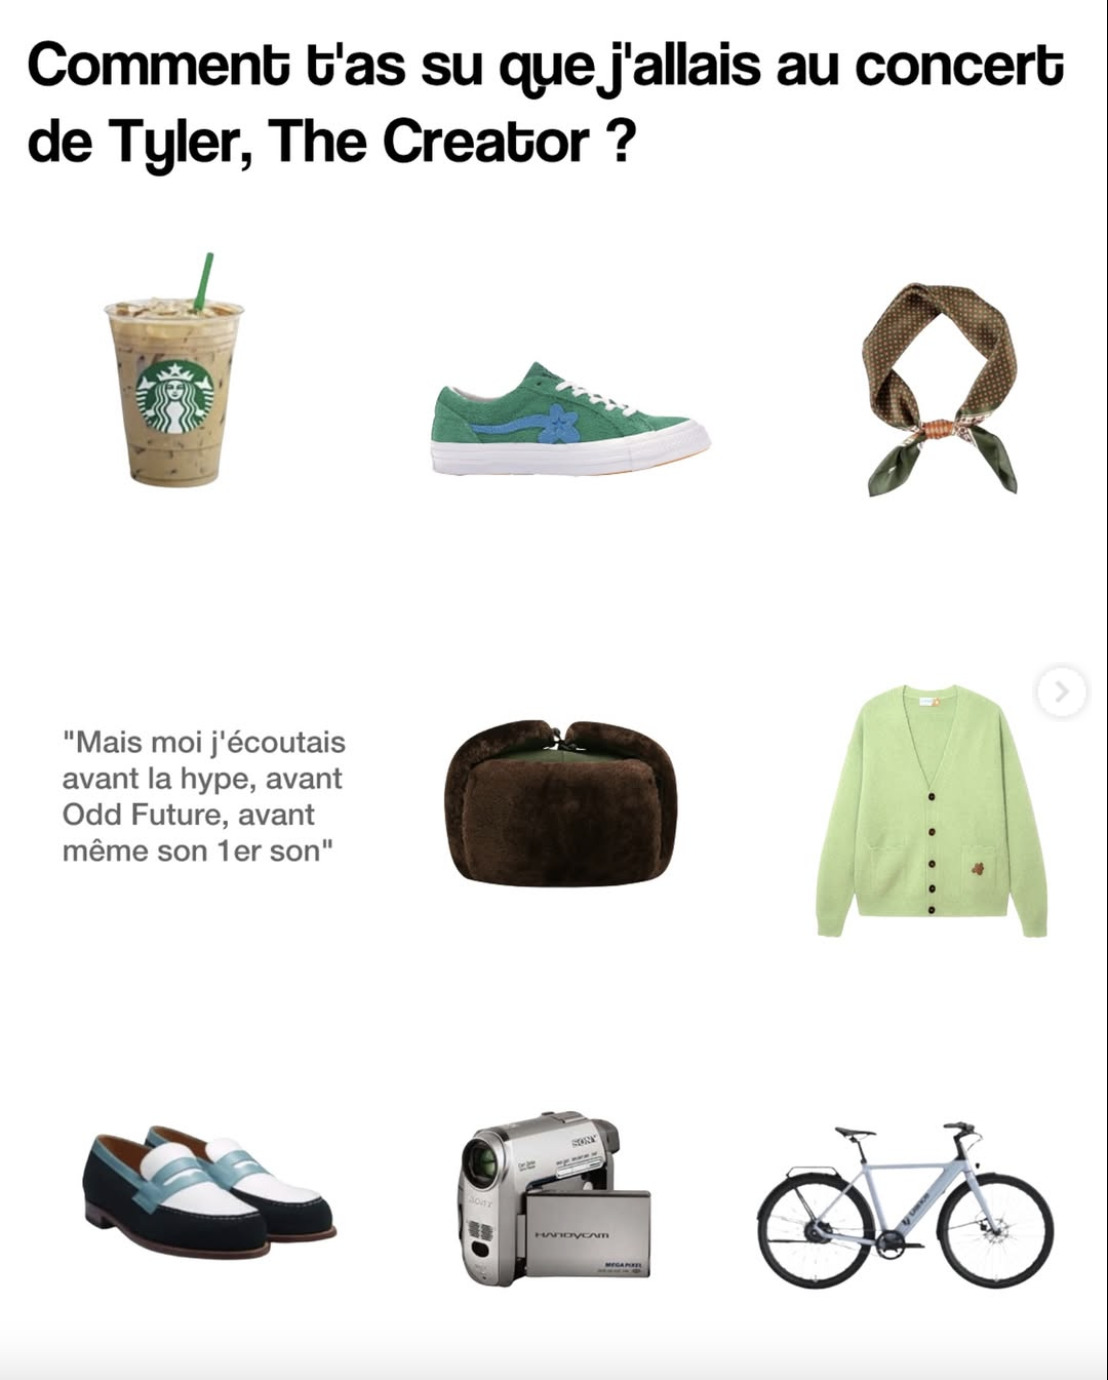 Comment t'as su que j'allais au concert
de Tyler, The Creator ?
"Mais moi j'écoutais
avant la hype, avant
Odd Future, avant
même son 1er son"
SONY
SONY
HANDYCAM
MEGA PIXEL